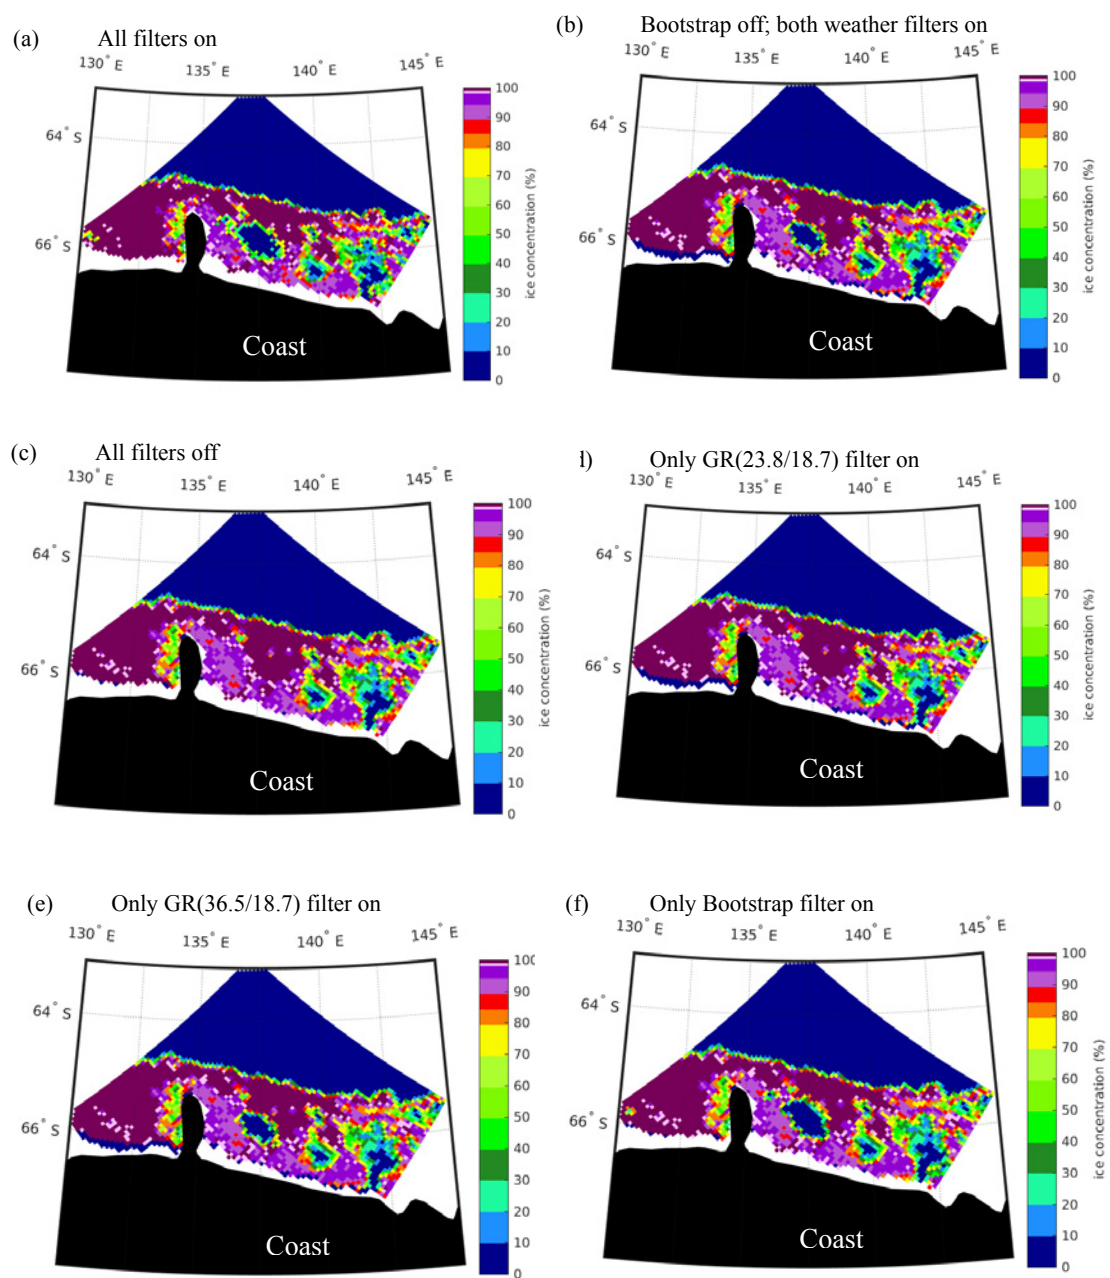 (a) All filters on
130° E 135° E 140° E 145° E
64° S
66° S
Coast
100
90
80
70
60
50
40
30
20
10
0
ice concentration (%)
(b) Bootstrap off; both weather filters on
130° E 135° E 140° E 145° E
64° S
66° S
Coast
100
90
80
70
60
50
40
30
20
10
0
ice concentration (%)
(c) All filters off
130° E 135° E 140° E 145° E
64° S
66° S
Coast
100
90
80
70
60
50
40
30
20
10
0
ice concentration (%)
d) Only GR(23.8/18.7) filter on
130° E 135° E 140° E 145° E
64° S
66° S
Coast
100
90
80
70
60
50
40
30
20
10
0
ice concentration (%)
(e) Only GR(36.5/18.7) filter on
130° E 135° E 140° E 145° E
64° S
66° S
Coast
100
90
80
70
60
50
40
30
20
10
0
(f) Only Bootstrap filter on
130° E 135° E 140° E 145° E
64° S
66° S
Coast
100
90
80
70
60
50
40
30
20
10
0
ice concentration (%)